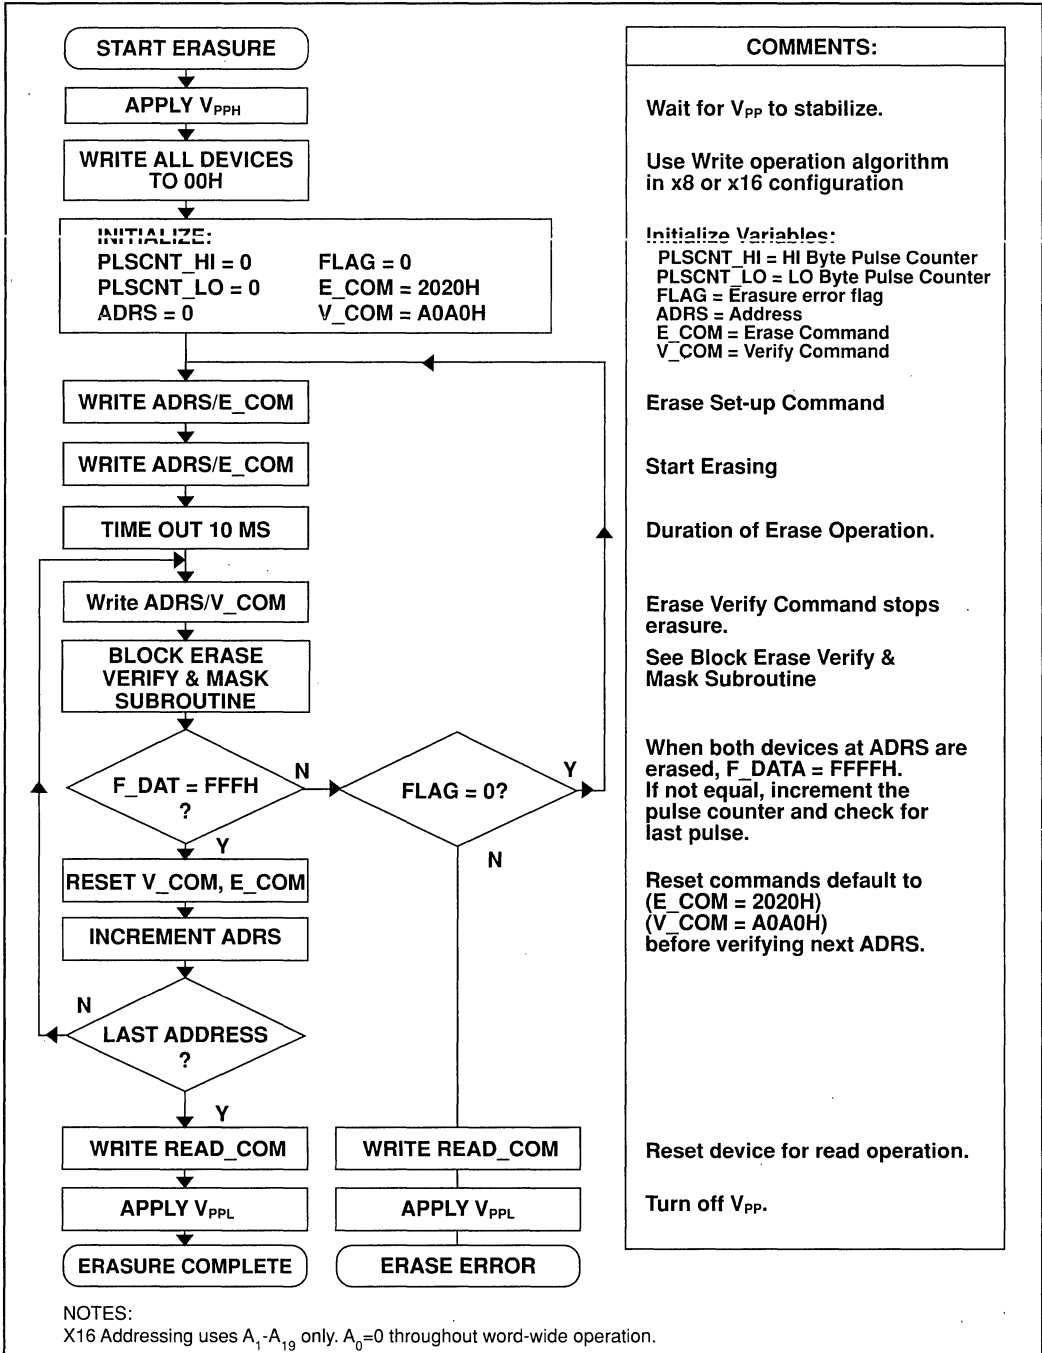 START ERASURE
APPLY VPPH
WRITE ALL DEVICES
TO 00H
INITIALIZE:
PLSCNT_HI = 0 FLAG = 0
PLSCNT_LO = 0 E_COM = 2020H
ADRS = 0 V_COM = A0A0H
WRITE ADRS/E_COM
WRITE ADRS/E_COM
TIME OUT 10 MS
Write ADRS/V_COM
BLOCK ERASE
VERIFY & MASK
SUBROUTINE
F_DAT = FFFH
?
N
Y
FLAG = 0?
Y
N
RESET V_COM, E_COM
INCREMENT ADRS
N
LAST ADDRESS
?
Y
WRITE READ_COM
APPLY VPPL
ERASURE COMPLETE
WRITE READ_COM
APPLY VPPL
ERASE ERROR
COMMENTS:
Wait for VPP to stabilize.
Use Write operation algorithm
in x8 or x16 configuration
Initialize Variables:
PLSCNT_HI = HI Byte Pulse Counter
PLSCNT_LO = LO Byte Pulse Counter
FLAG = Erasure error flag
ADRS = Address
E_COM = Erase Command
V_COM = Verify Command
Erase Set-up Command
Start Erasing
Duration of Erase Operation.
Erase Verify Command stops
erasure.
See Block Erase Verify &
Mask Subroutine
When both devices at ADRS are
erased, F_DATA = FFFFH.
If not equal, increment the
pulse counter and check for
last pulse.
Reset commands default to
(E_COM = 2020H)
(V_COM = A0A0H)
before verifying next ADRS.
Reset device for read operation.
Turn off VPP.
NOTES:
X16 Addressing uses A1-A19 only. A0=0 throughout word-wide operation.